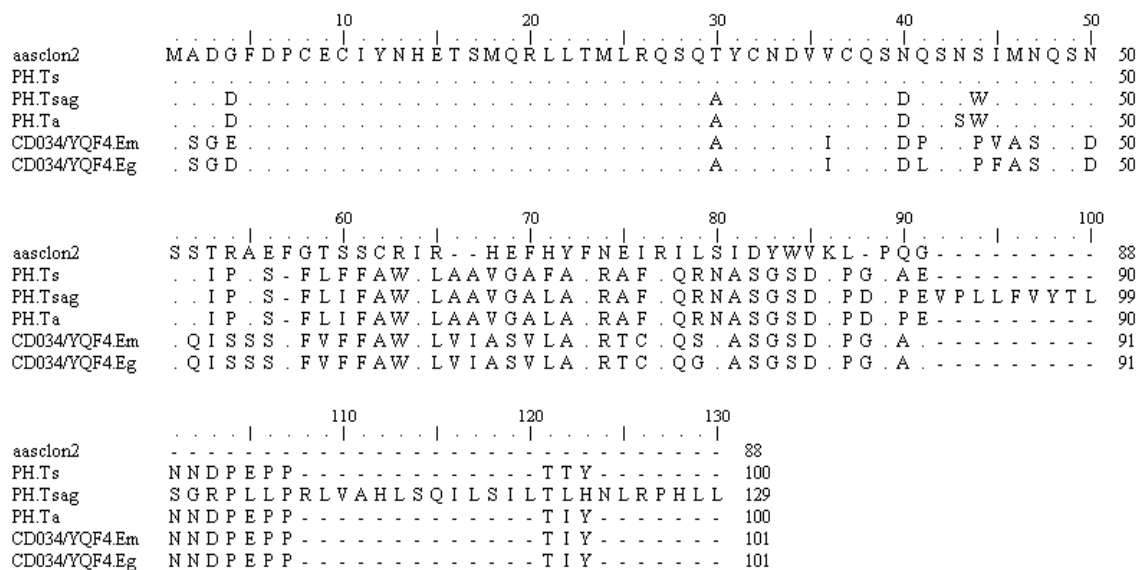 10 20 30 40 50
. . . . | . . . . | . . . . | . . . . | . . . . | . . . . | . . . . | . . . . | . . . . | . . . . |
aasclon2 M A D G F D P C E C I Y N H E T S M Q R L L T M L R Q S Q T Y C N D V V C Q S N Q S N S I M N Q S N 50
PH.Ts . . . . . . . . . . . . . . . . . . . . . . . . . . . . . . . . . . . . . . . . . . . . . . . . . . 50
PH.Tsag . . . D . . . . . . . . . . . . . . . . . . . . . . . . . A . . . . . . . . . D . . . W . . . . . . 50
PH.Ta . . . D . . . . . . . . . . . . . . . . . . . . . . . . . A . . . . . . . . . D . . S W . . . . . . 50
CD034/YQF4.Em . S G E . . . . . . . . . . . . . . . . . . . . . . . . . A . . . . . I . . . D P . . P V A S . . D 50
CD034/YQF4.Eg . S G D . . . . . . . . . . . . . . . . . . . . . . . . . A . . . . . I . . . D L . . P F A S . . D 50
60 70 80 90 100
. . . . | . . . . | . . . . | . . . . | . . . . | . . . . | . . . . | . . . . | . . . . | . . . . |
aasclon2 S S T R A E F G T S S C R I R - - H E F H Y F N E I R I L S I D Y W V K L - P Q G - - - - - - - - - 88
PH.Ts . . I P . S - F L F F A W . L A A V G A F A . R A F . Q R N A S G S D . P G . A E - - - - - - - - - 90
PH.Tsag . . I P . S - F L I F A W . L A A V G A L A . R A F . Q R N A S G S D . P D . P E V P L L F V Y T L 99
PH.Ta . . I P . S - F L I F A W . L A A V G A L A . R A F . Q R N A S G S D . P D . P E - - - - - - - - - 90
CD034/YQF4.Em . Q I S S S . F V F F A W . L V I A S V L A . R T C . Q S . A S G S D . P G . A . - - - - - - - - - 91
CD034/YQF4.Eg . Q I S S S . F V F F A W . L V I A S V L A . R T C . Q G . A S G S D . P G . A . - - - - - - - - - 91
110 120 130
. . . . | . . . . | . . . . | . . . . | . . . . | . . . . |
aasclon2 - - - - - - - - - - - - - - - - - - - - - - - - - - - - - - 88
PH.Ts N N D P E P P - - - - - - - - - - - - - T T Y - - - - - - - 100
PH.Tsag S G R P L L P R L V A H L S Q I L S I L T L H N L R P H L L 129
PH.Ta N N D P E P P - - - - - - - - - - - - - T I Y - - - - - - - 100
CD034/YQF4.Em N N D P E P P - - - - - - - - - - - - - T I Y - - - - - - - 101
CD034/YQF4.Eg N N D P E P P - - - - - - - - - - - - - T I Y - - - - - - - 101